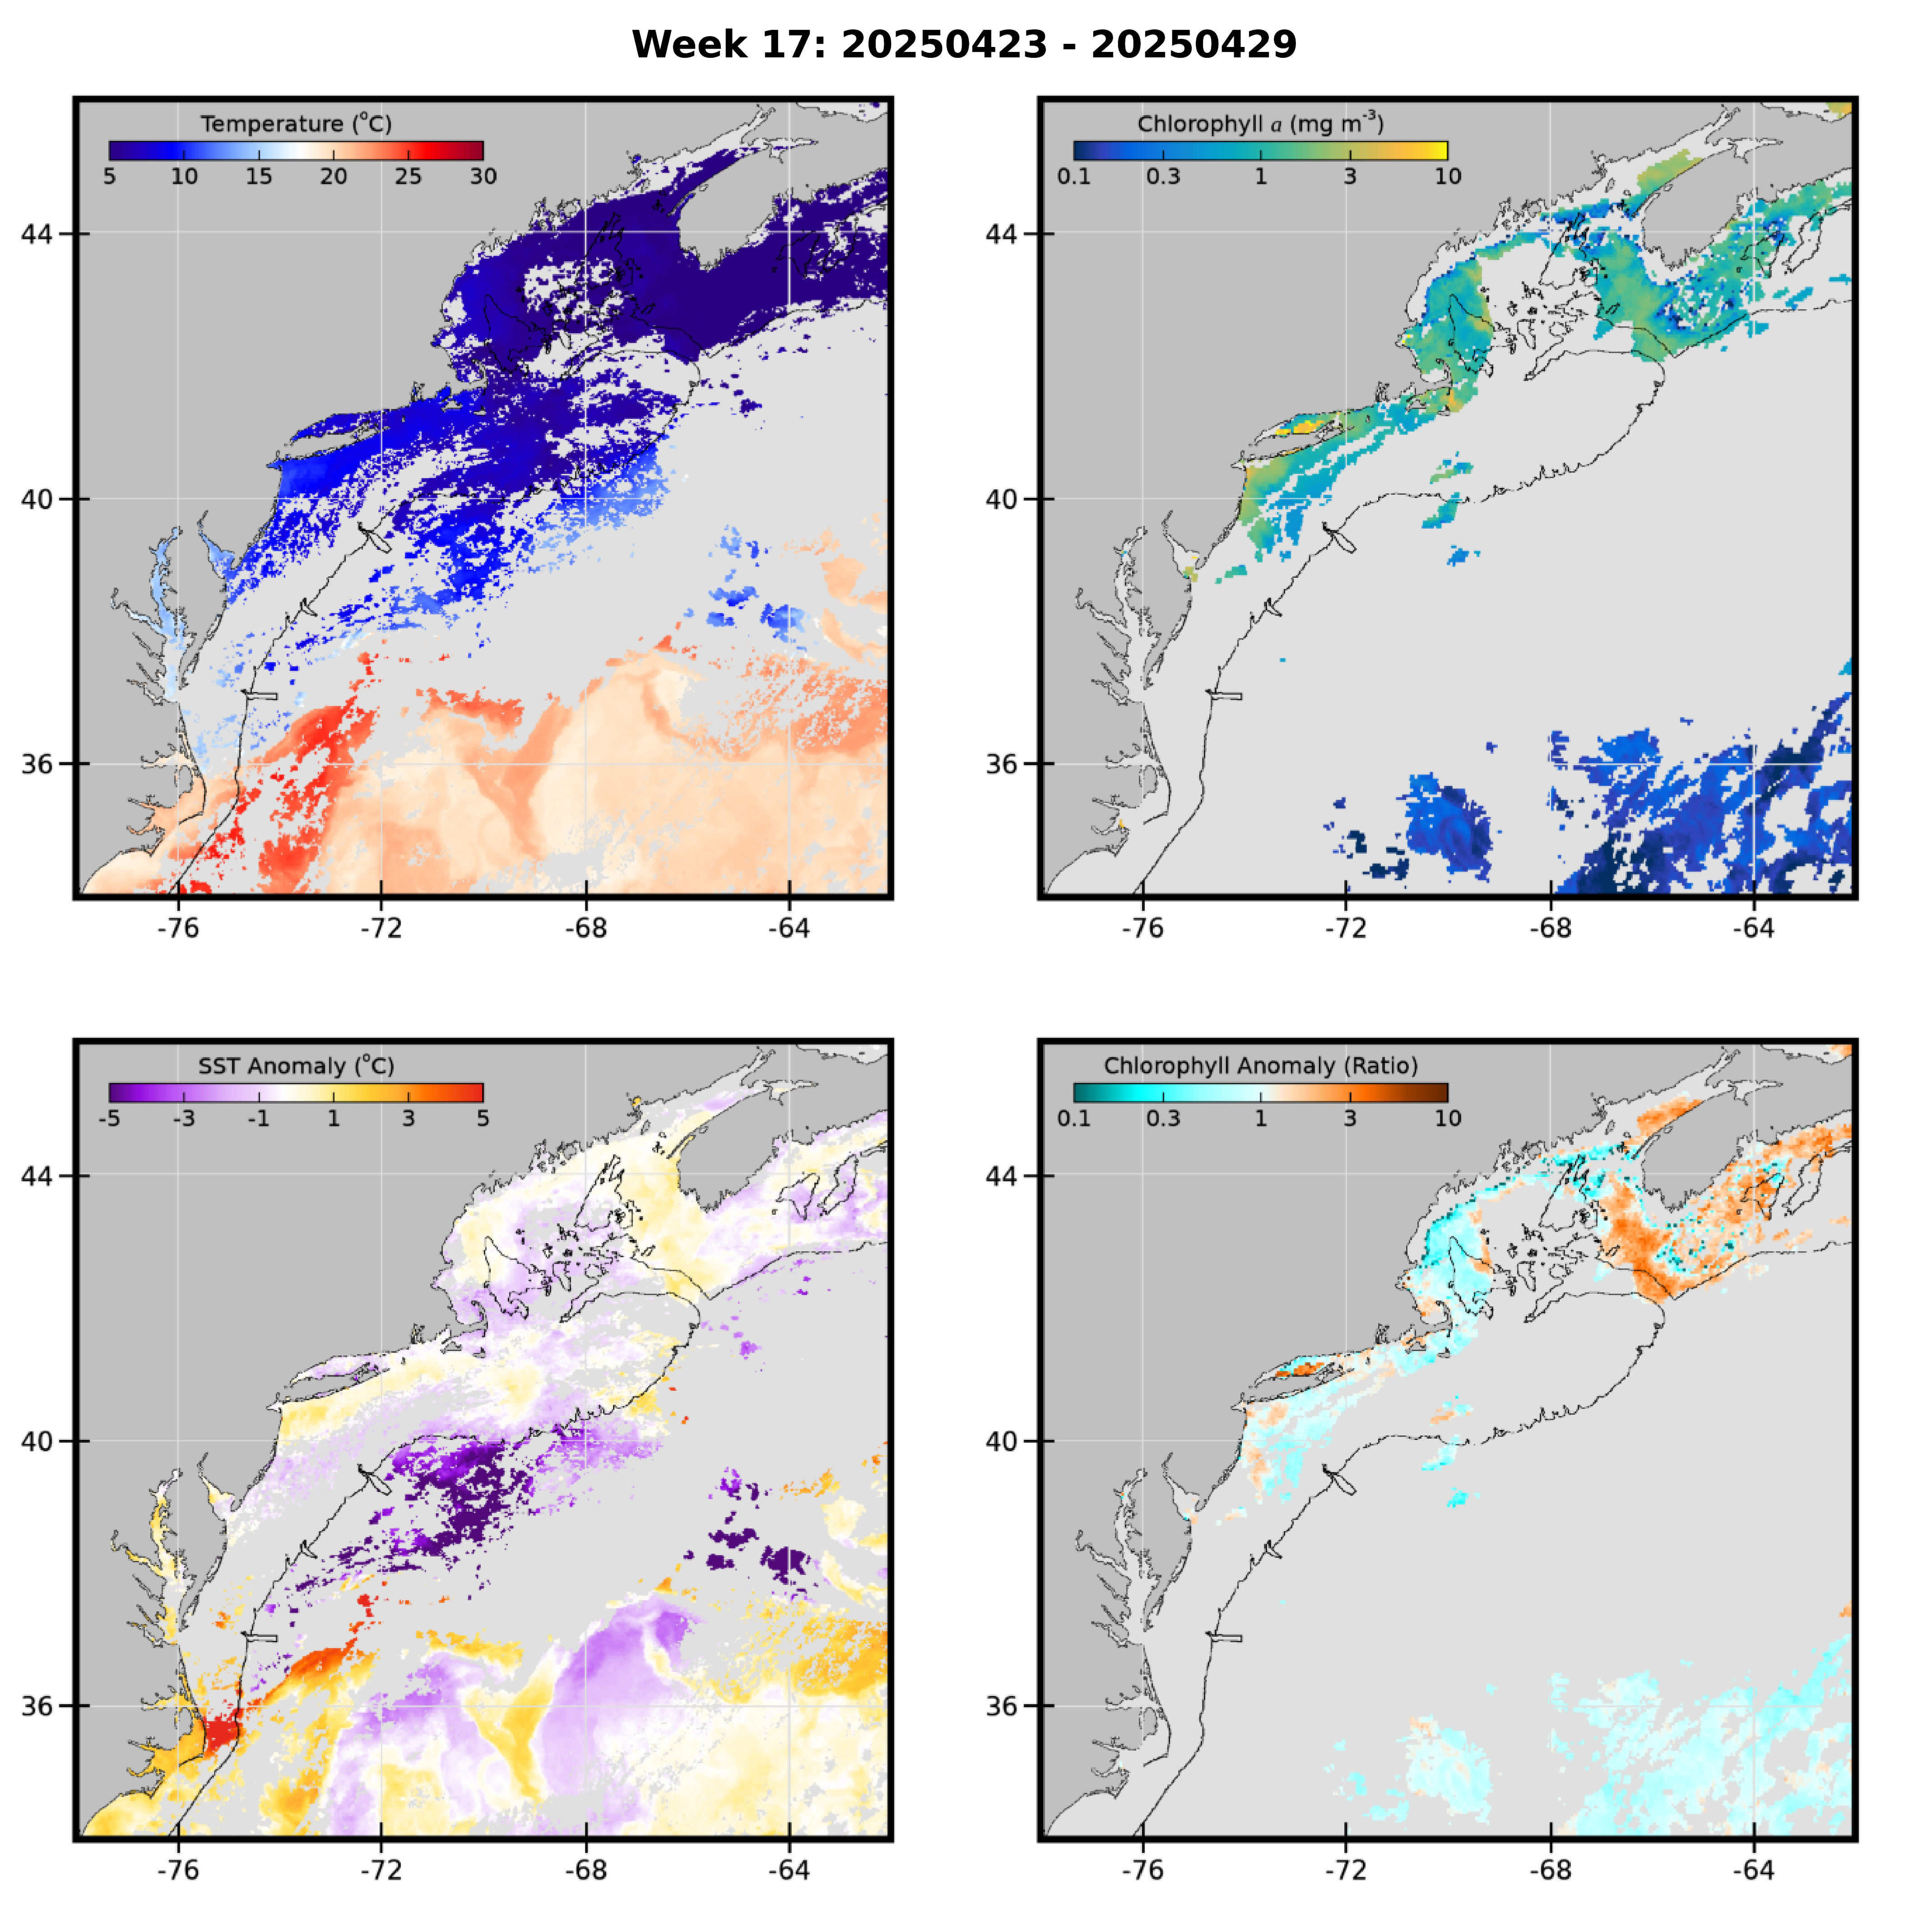 Week 17: 20250423 - 20250429
Temperature (°C)
5 10 15 20 25 30
44
40
36
-76 -72 -68 -64
Chlorophyll a (mg m⁻³)
0.1 0.3 1 3 10
44
40
36
-76 -72 -68 -64
SST Anomaly (°C)
-5 -3 -1 1 3 5
44
40
36
-76 -72 -68 -64
Chlorophyll Anomaly (Ratio)
0.1 0.3 1 3 10
44
40
36
-76 -72 -68 -64